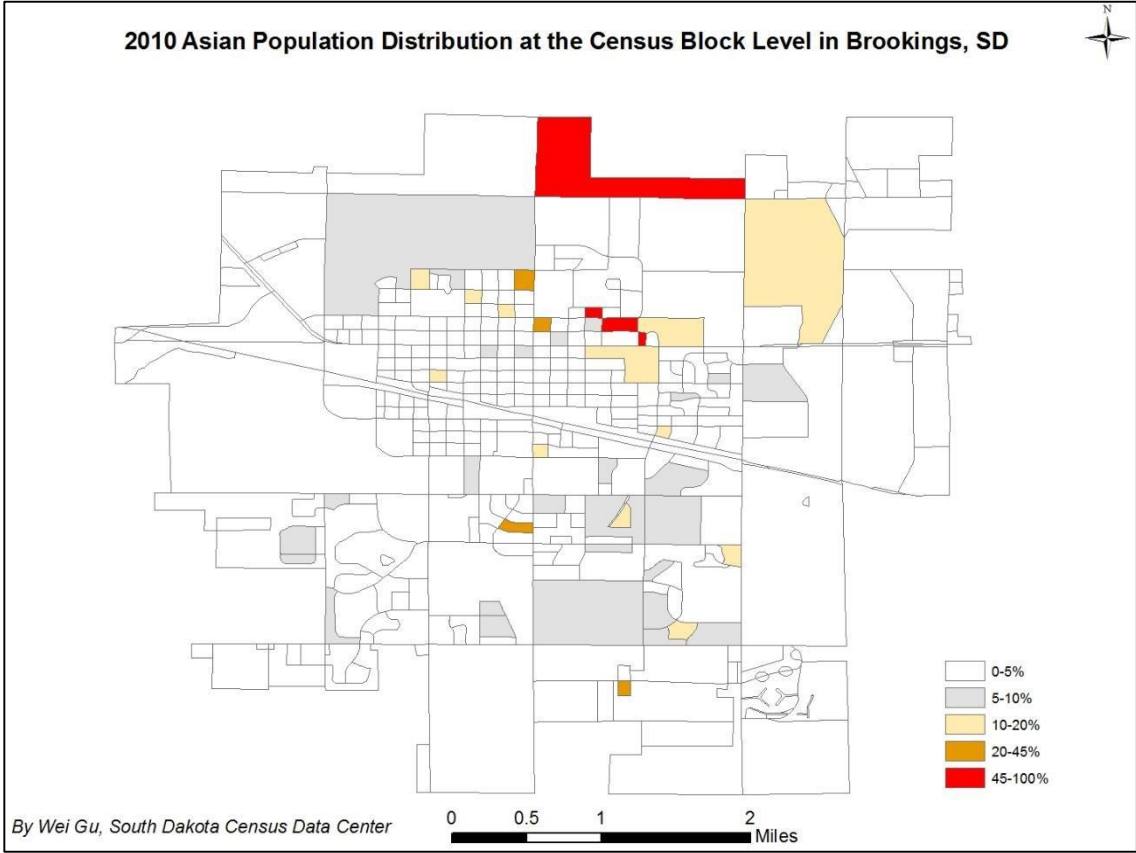 N
2010 Asian Population Distribution at the Census Block Level in Brookings, SD
0-5%
5-10%
10-20%
20-45%
45-100%
By Wei Gu, South Dakota Census Data Center
0 0.5 1 2
Miles